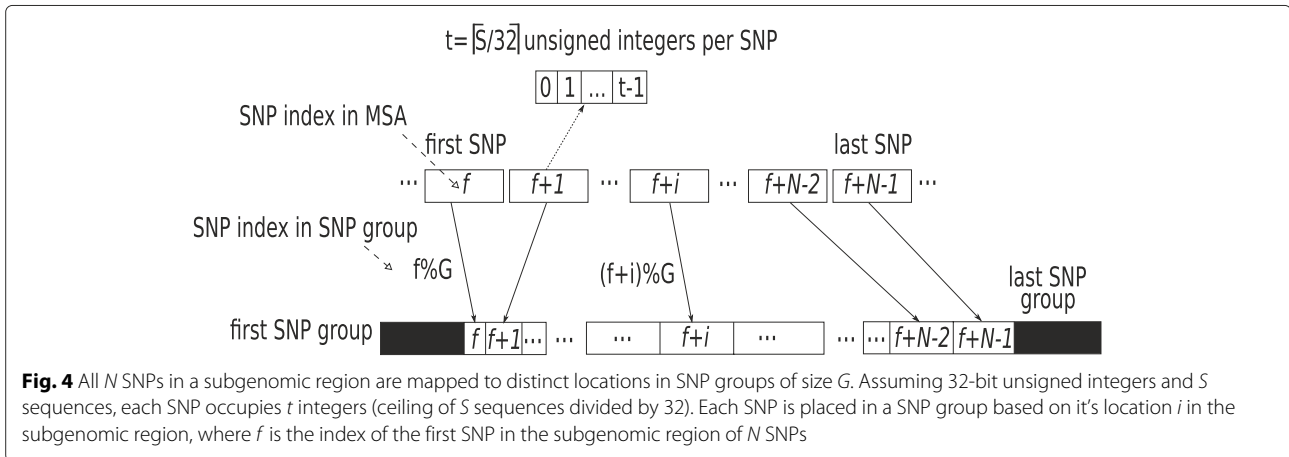 t=⌈S/32⌉ unsigned integers per SNP
0 1 ... t-1
SNP index in MSA
first SNP
last SNP
... f f+1 ... f+i ... f+N-2 f+N-1 ...
SNP index in SNP group
f%G
(f+i)%G
last SNP
group
first SNP group
f f+1 ... ... ... f+i ... ... ... f+N-2 f+N-1
Fig. 4 All N SNPs in a subgenomic region are mapped to distinct locations in SNP groups of size G. Assuming 32-bit unsigned integers and S
sequences, each SNP occupies t integers (ceiling of S sequences divided by 32). Each SNP is placed in a SNP group based on it's location i in the
subgenomic region, where f is the index of the first SNP in the subgenomic region of N SNPs